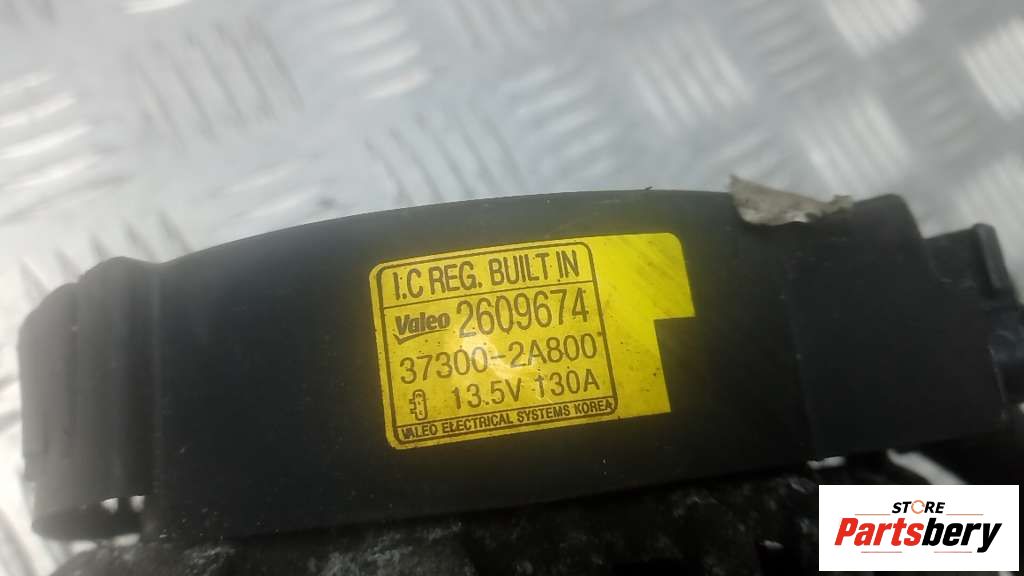 I.C REG. BUILT IN
Valeo 2609674
37300-2A800
13.5V 130A
VALEO ELECTRICAL SYSTEMS KOREA
STORE
Partsbery